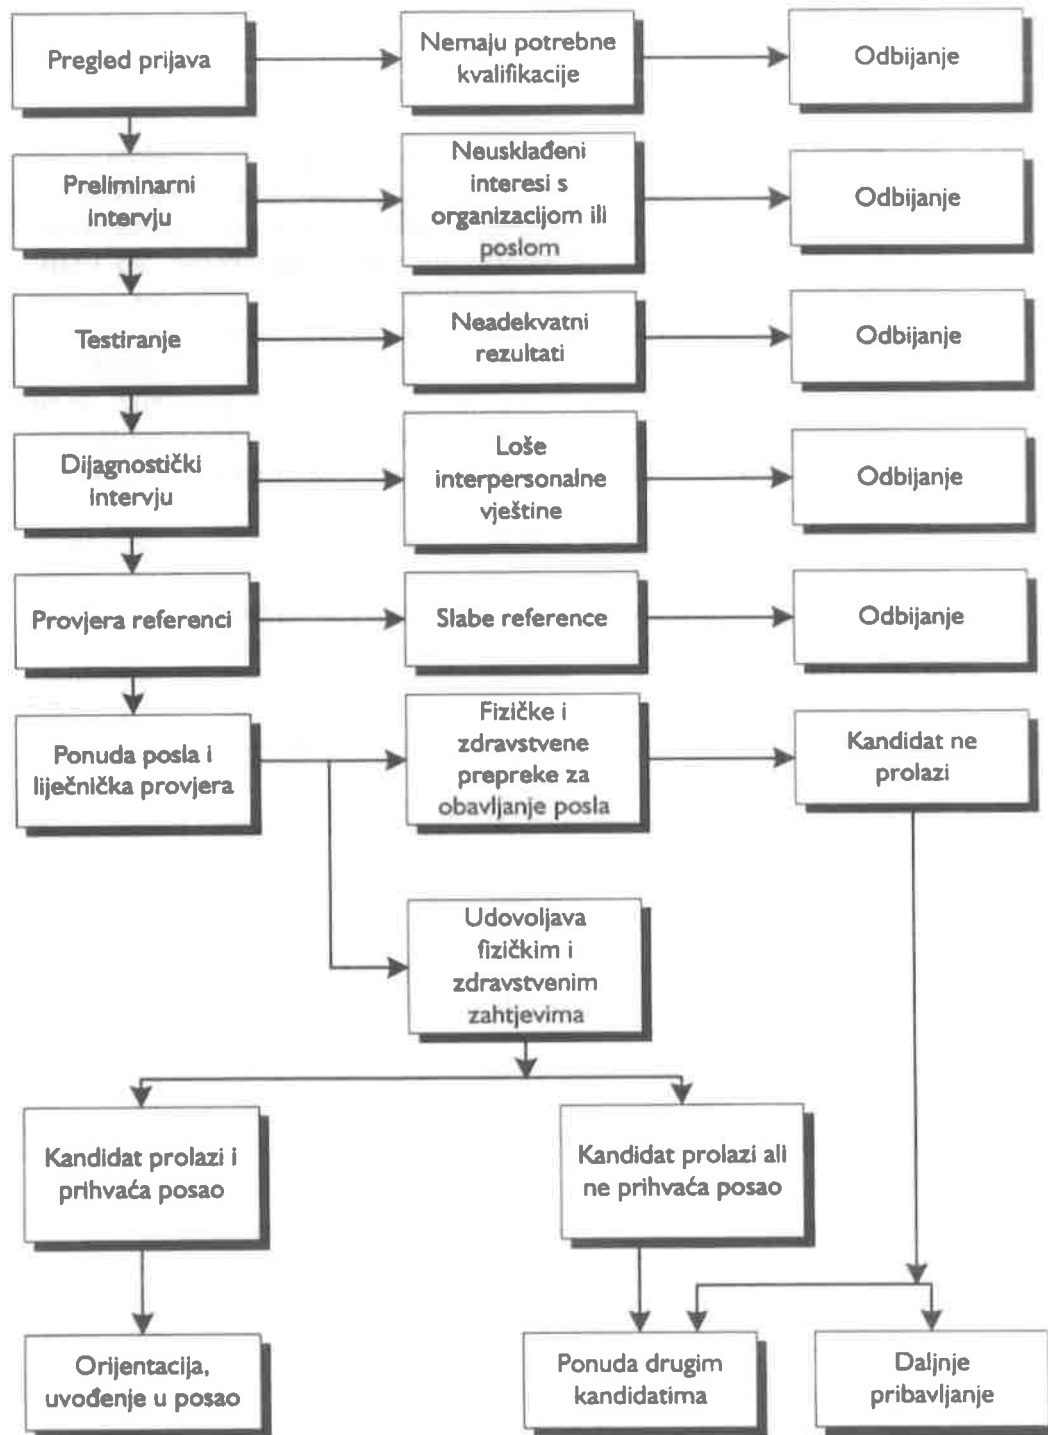 Pregled prijava
Nemaju potrebne
kvalifikacije
Odbijanje
Preliminarni
intervju
Neusklađeni
interesi s
organizacijom ili
poslom
Odbijanje
Testiranje
Neadekvatni
rezultati
Odbijanje
Dijagnostički
intervju
Loše
interpersonalne
vještine
Odbijanje
Provjera referenci
Slabe reference
Odbijanje
Ponuda posla i
liječnička provjera
Fizičke i
zdravstvene
prepreke za
obavljanje posla
Kandidat ne
prolazi
Udovoljava
fizičkim i
zdravstvenim
zahtjevima
Kandidat prolazi i
prihvaća posao
Kandidat prolazi ali
ne prihvaća posao
Orijentacija,
uvođenje u posao
Ponuda drugim
kandidatima
Daljnje
pribavljanje